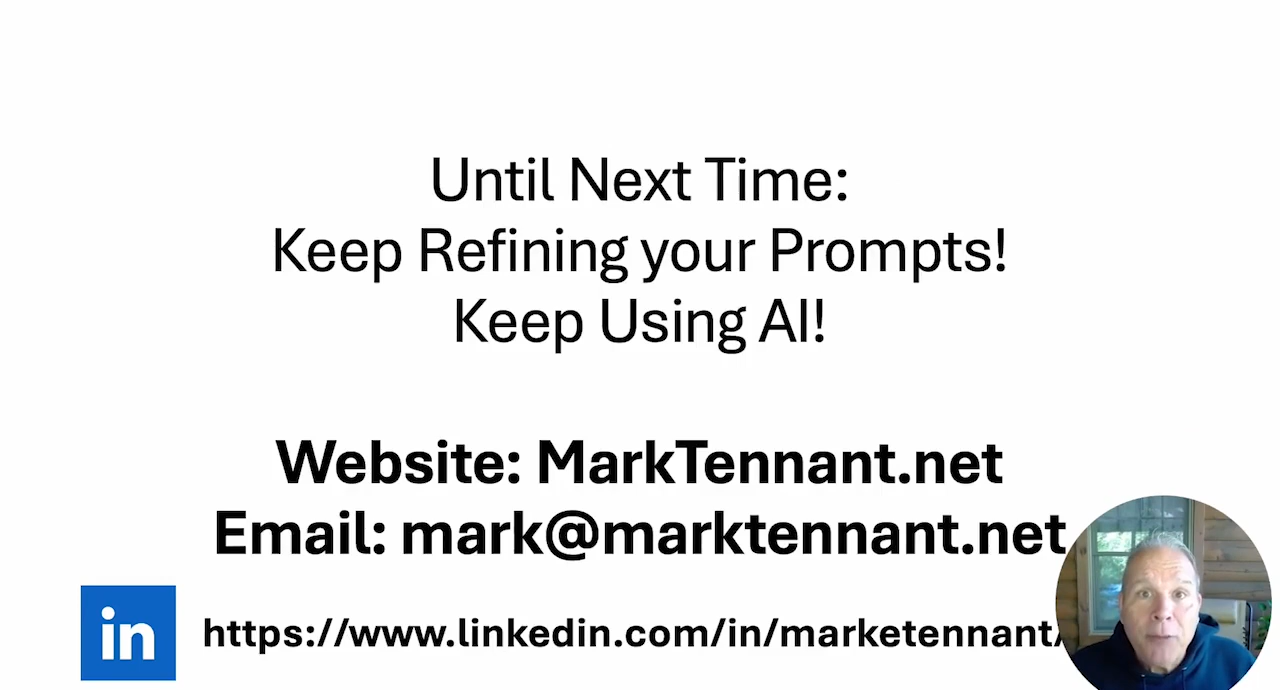 Until Next Time:
Keep Refining your Prompts!
Keep Using AI!
Website: MarkTennant.net
Email: mark@marktennant.net
in
https://www.linkedin.com/in/marketennant/